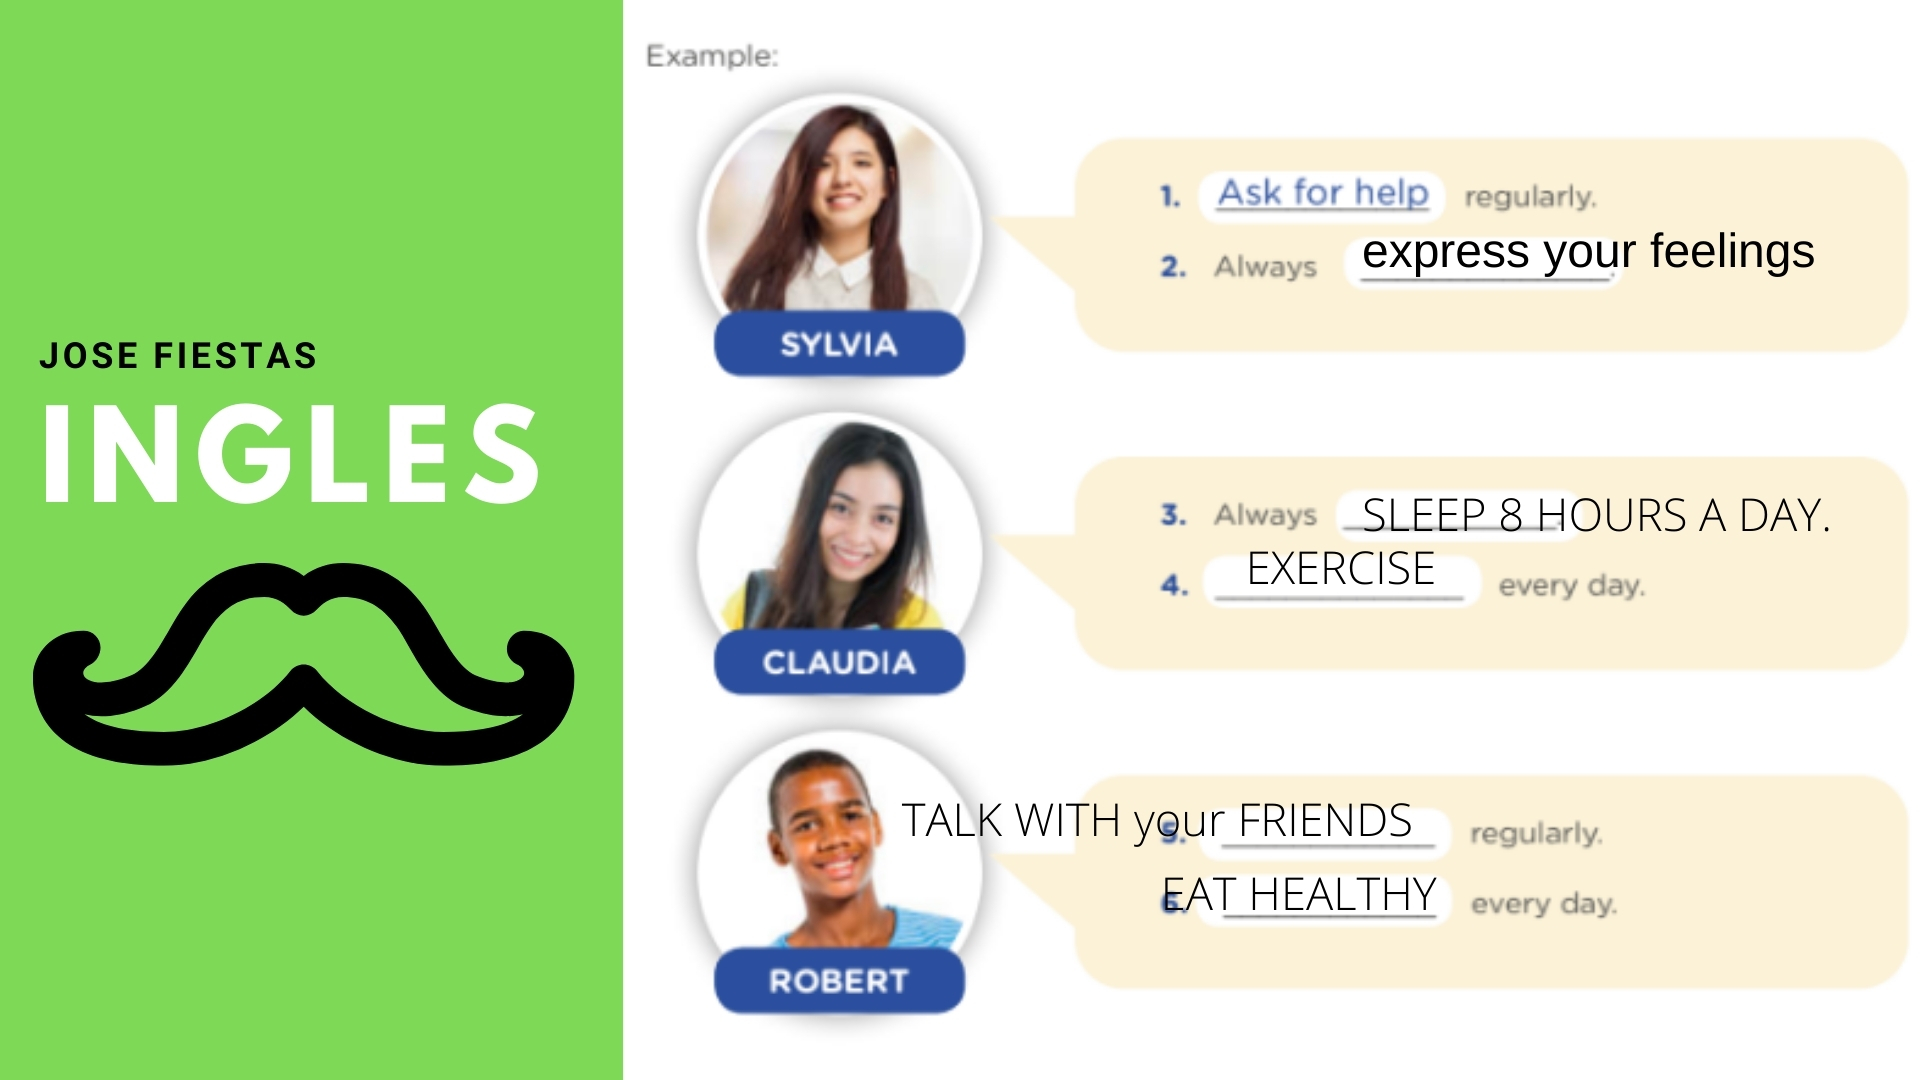 JOSE FIESTAS
INGLES
Example:
SYLVIA
1. Ask for help regularly.
2. Always express your feelings.
CLAUDIA
3. Always SLEEP 8 HOURS A DAY.
4. EXERCISE every day.
ROBERT
5. TALK WITH your FRIENDS regularly.
6. EAT HEALTHY every day.